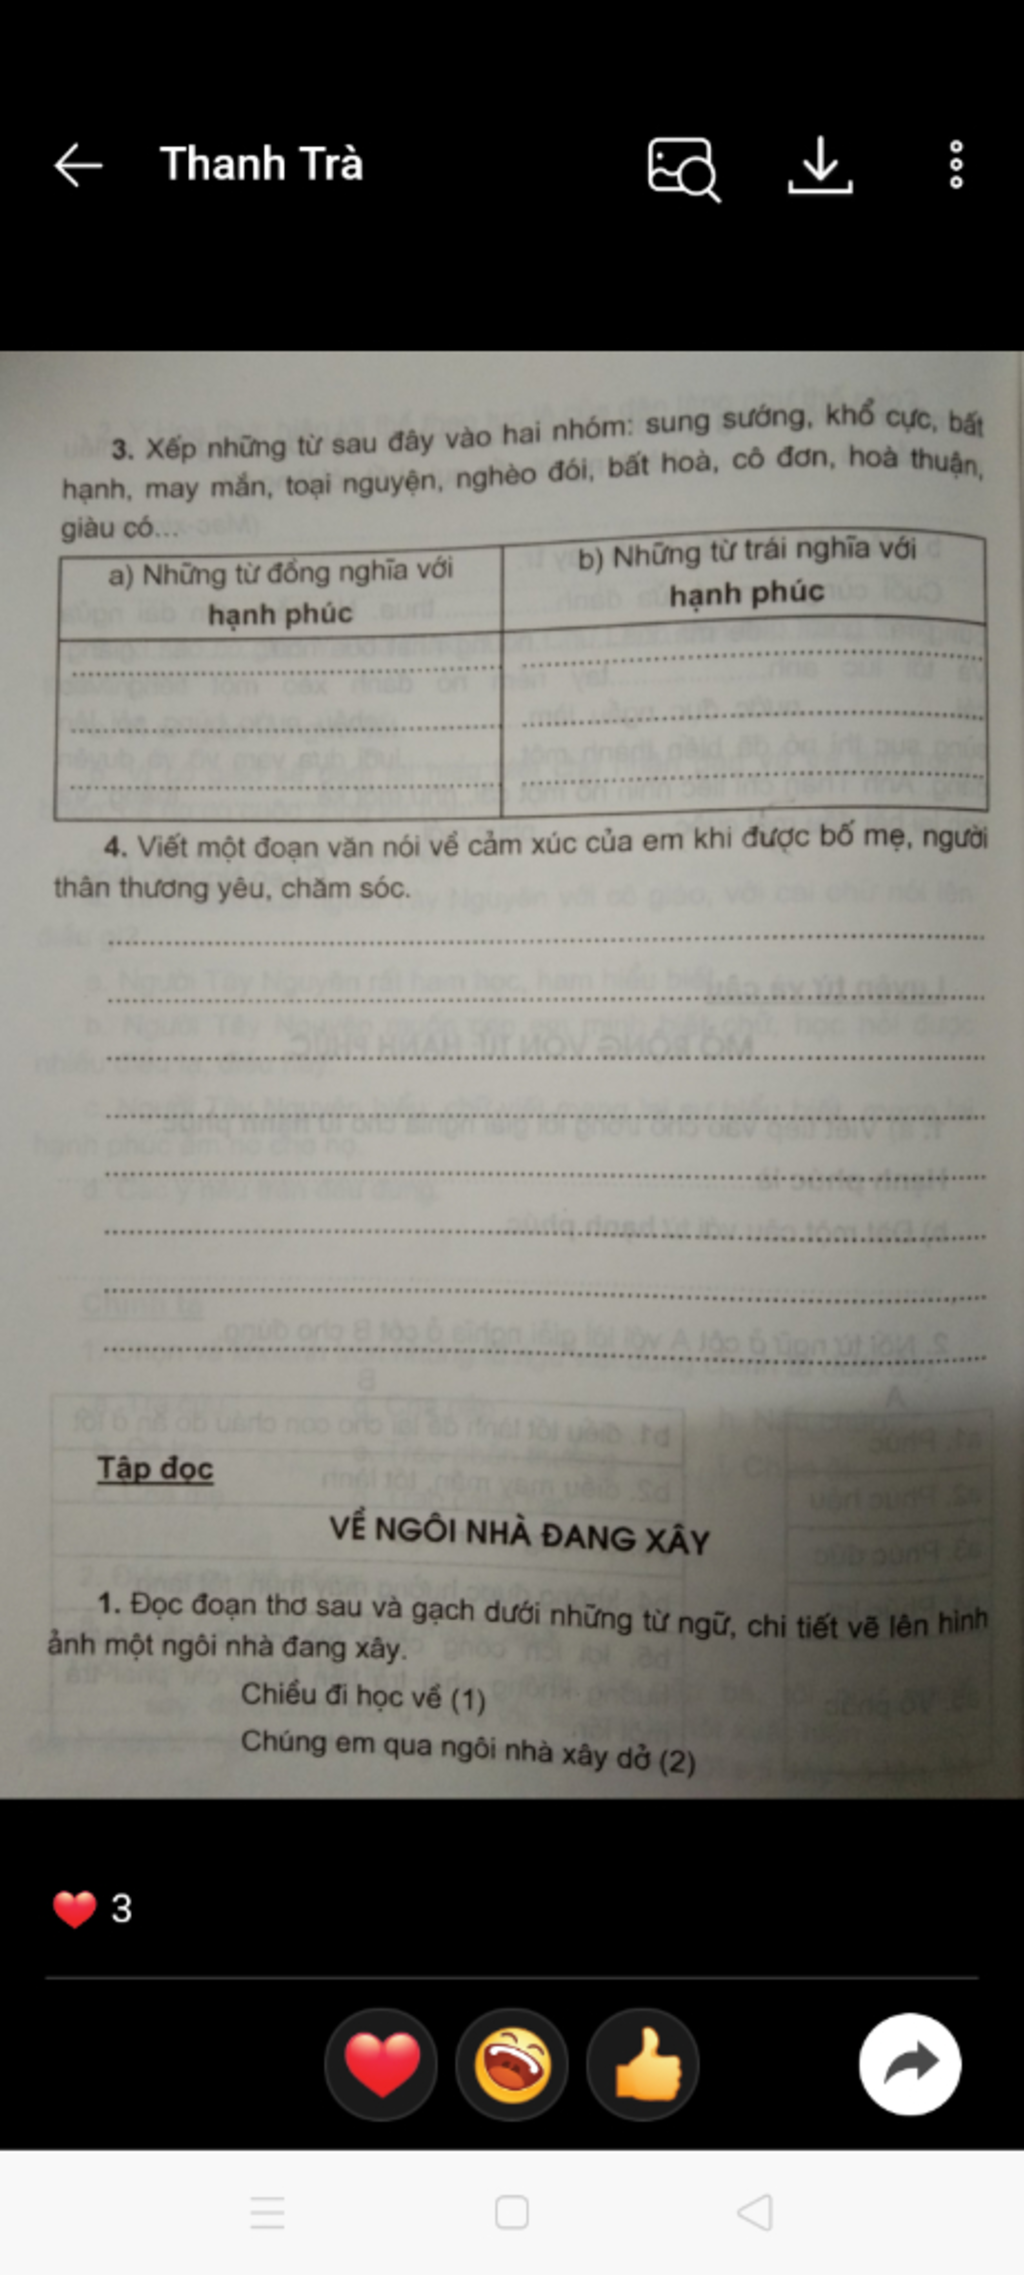 Thanh Trà
3. Xếp những từ sau đây vào hai nhóm: sung sướng, khổ cực, bất
hạnh, may mắn, toại nguyện, nghèo đói, bất hoà, cô đơn, hoà thuận,
giàu có...
a) Những từ đồng nghĩa với
hạnh phúc
b) Những từ trái nghĩa với
hạnh phúc
4. Viết một đoạn văn nói về cảm xúc của em khi được bố mẹ, người
thân thương yêu, chăm sóc.
Tập đọc
VỀ NGÔI NHÀ ĐANG XÂY
1. Đọc đoạn thơ sau và gạch dưới những từ ngữ, chi tiết vẽ lên hình
ảnh một ngôi nhà đang xây.
Chiều đi học về (1)
Chúng em qua ngôi nhà xây dở (2)
3